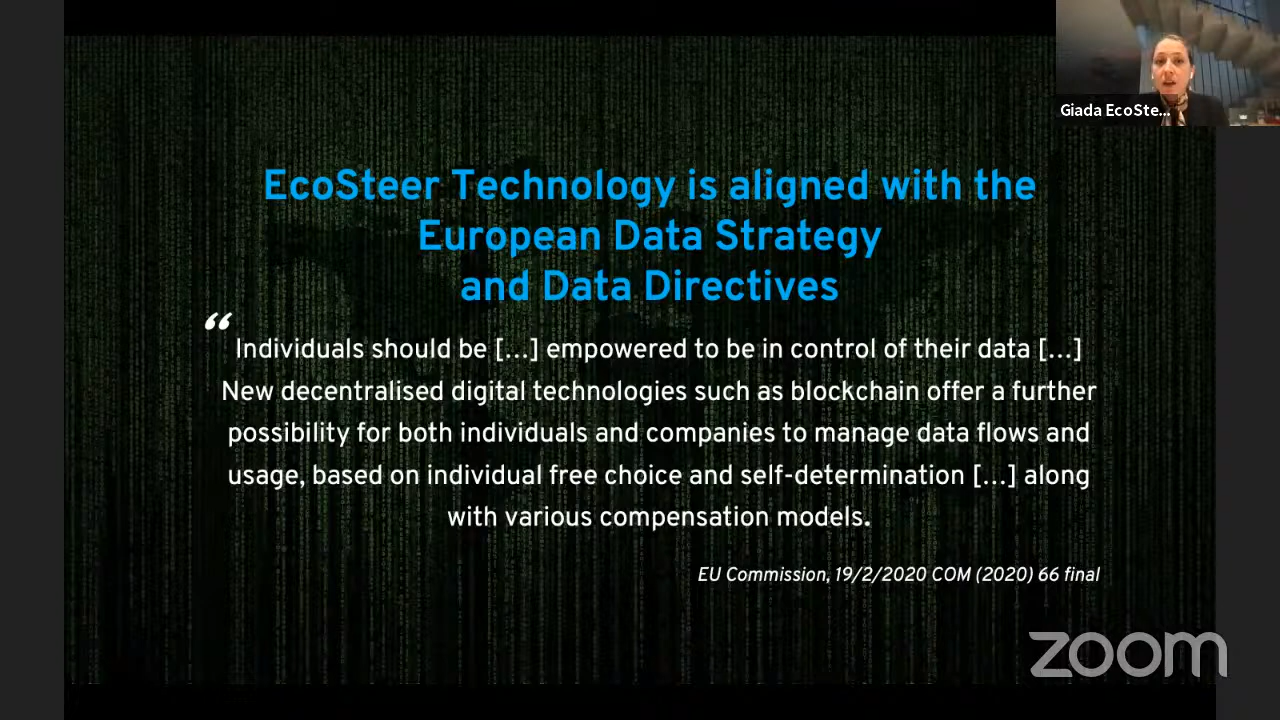 Giada EcoSte...
EcoSteer Technology is aligned with the
European Data Strategy
and Data Directives
“
Individuals should be [...] empowered to be in control of their data [...]
New decentralised digital technologies such as blockchain offer a further
possibility for both individuals and companies to manage data flows and
usage, based on individual free choice and self-determination [...] along
with various compensation models.
EU Commission, 19/2/2020 COM (2020) 66 final
zoom